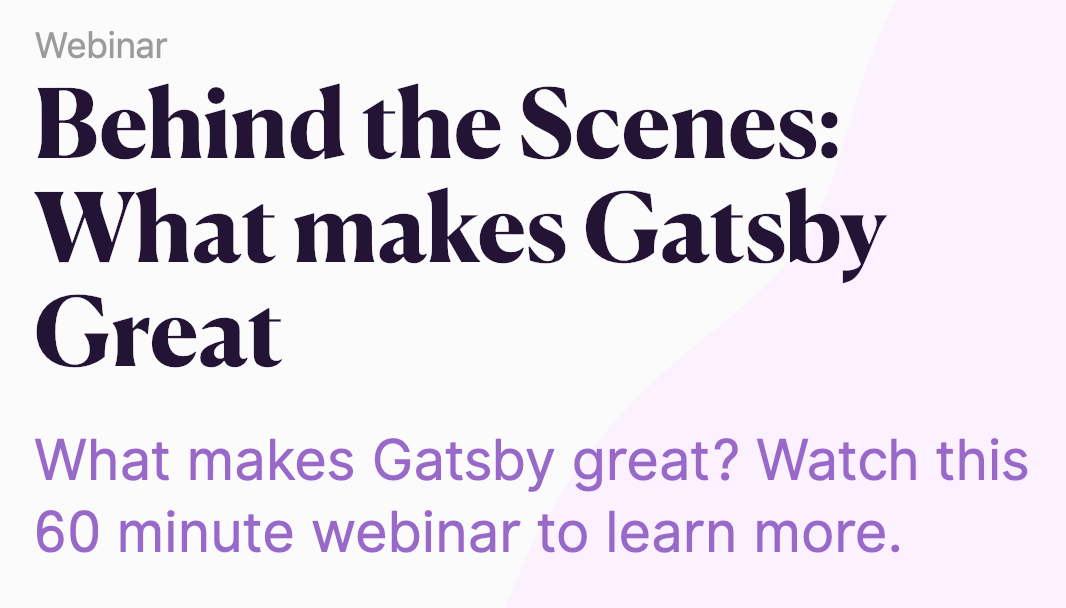 Webinar
Behind the Scenes:
What makes Gatsby
Great
What makes Gatsby great? Watch this
60 minute webinar to learn more.